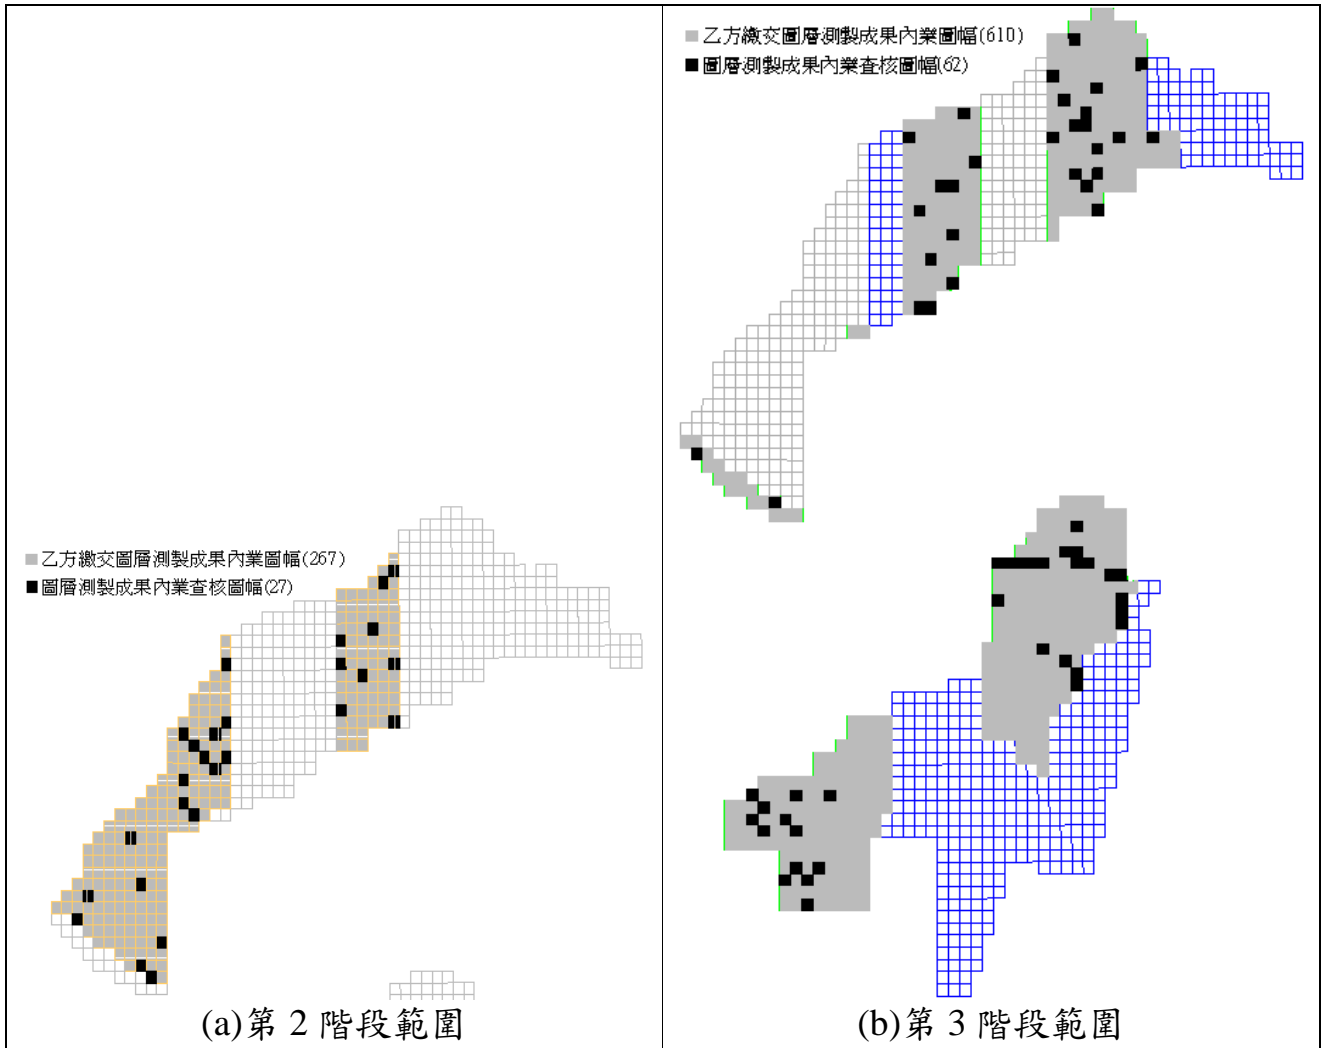 乙方繳交圖層測製成果內業圖幅(267)
圖層測製成果內業查核圖幅(27)
(a)第 2 階段範圍
乙方繳交圖層測製成果內業圖幅(610)
圖層測製成果內業查核圖幅(62)
(b)第 3 階段範圍